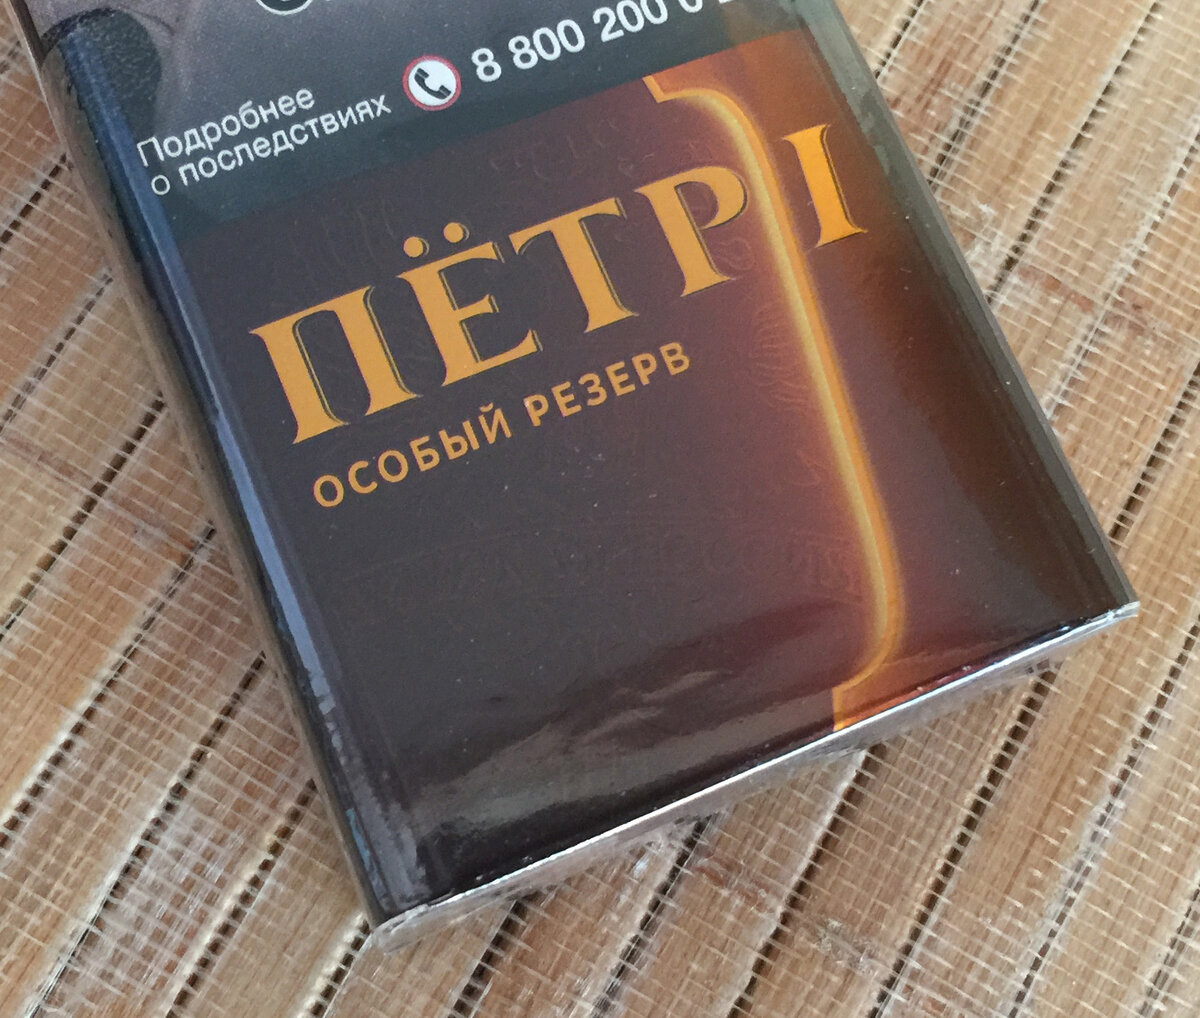 Подробнее
о последствиях
8 800 200 0
ПЁТР I
ОСОБЫЙ РЕЗЕРВ